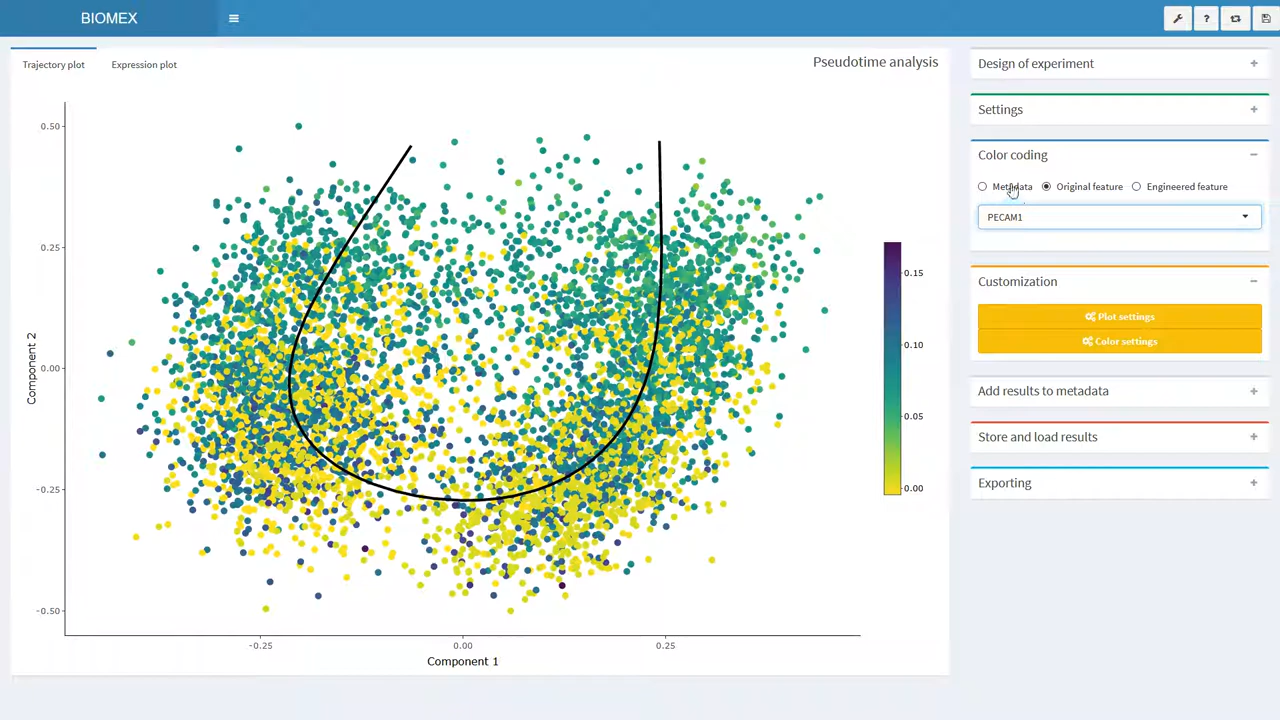 BIOMEX
Trajectory plot
Expression plot
Pseudotime analysis
0.50
0.25
0.00
-0.25
-0.50
Component 2
-0.25
0.00
0.25
Component 1
0.15
0.10
0.05
0.00
Design of experiment
Settings
Color coding
Metadata Original feature Engineered feature
PECAM1
Customization
Plot settings
Color settings
Add results to metadata
Store and load results
Exporting